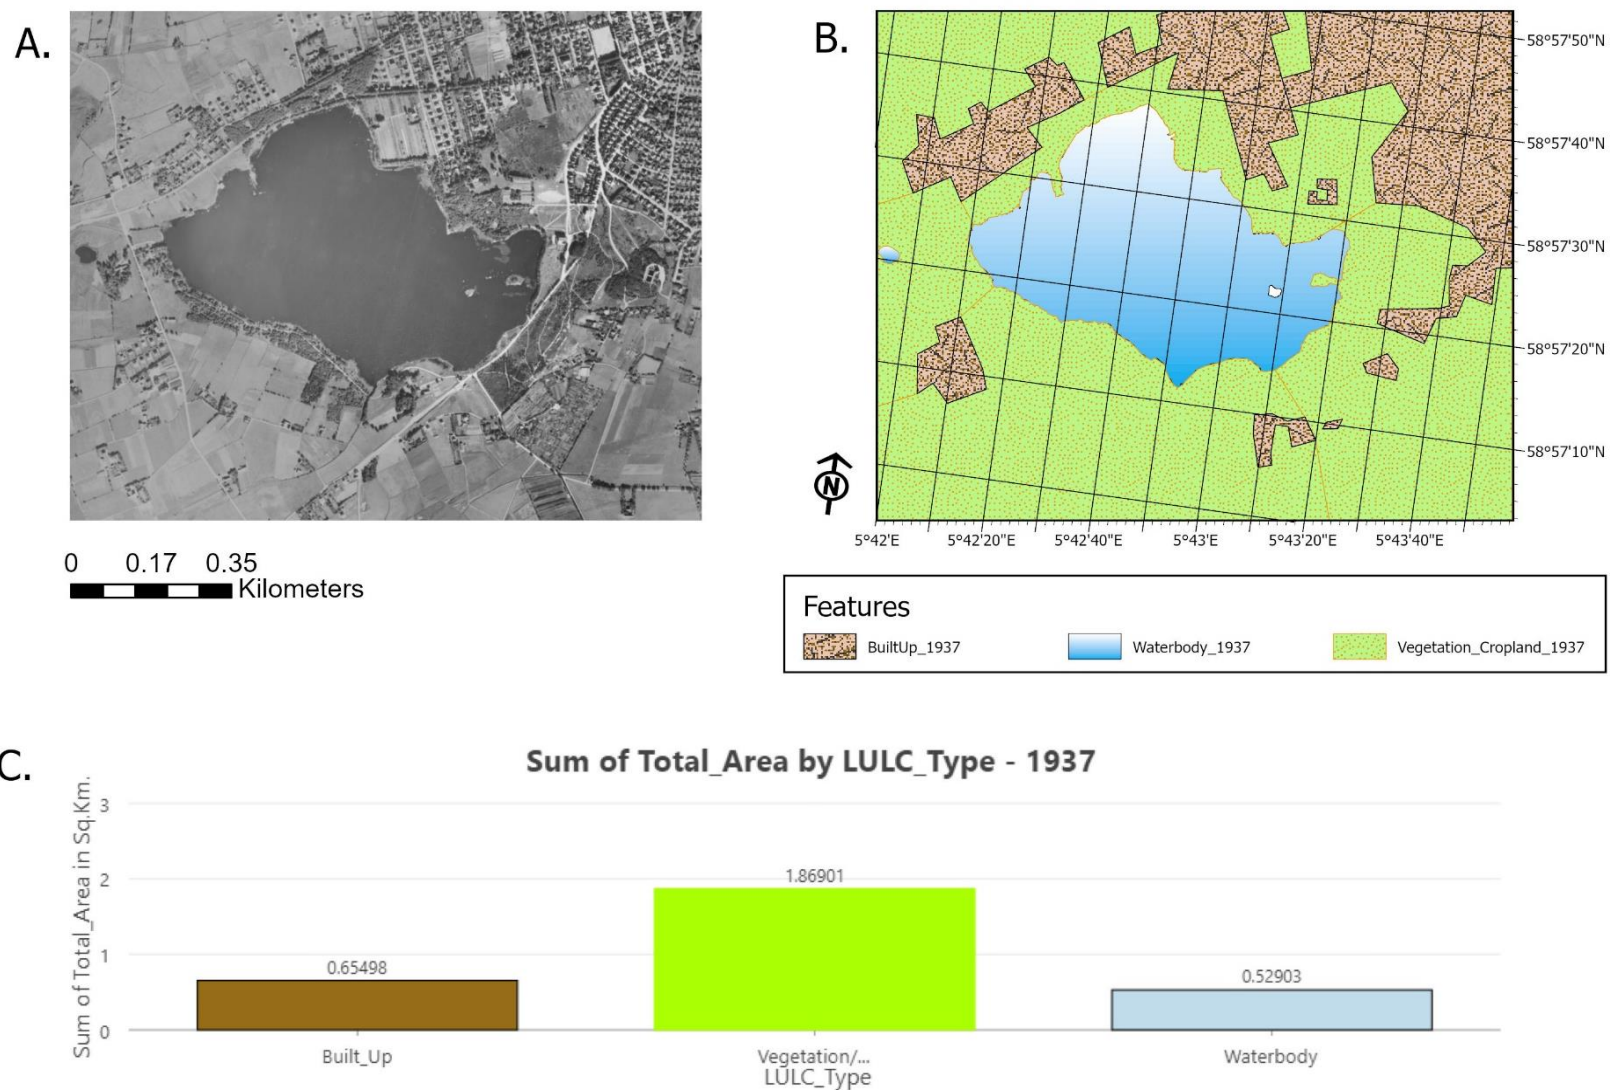 A.
B.
58°57'50"N
58°57'40"N
58°57'30"N
58°57'20"N
58°57'10"N
N
5°42'E 5°42'20"E 5°42'40"E 5°43'E 5°43'20"E 5°43'40"E
0 0.17 0.35
Kilometers
Features
BuiltUp_1937 Waterbody_1937 Vegetation_Cropland_1937
C.
Sum of Total_Area by LULC_Type - 1937
Sum of Total_Area in Sq.Km.
3
2
1
0
0.65498
1.86901
0.52903
Built_Up Vegetation/... Waterbody
LULC_Type